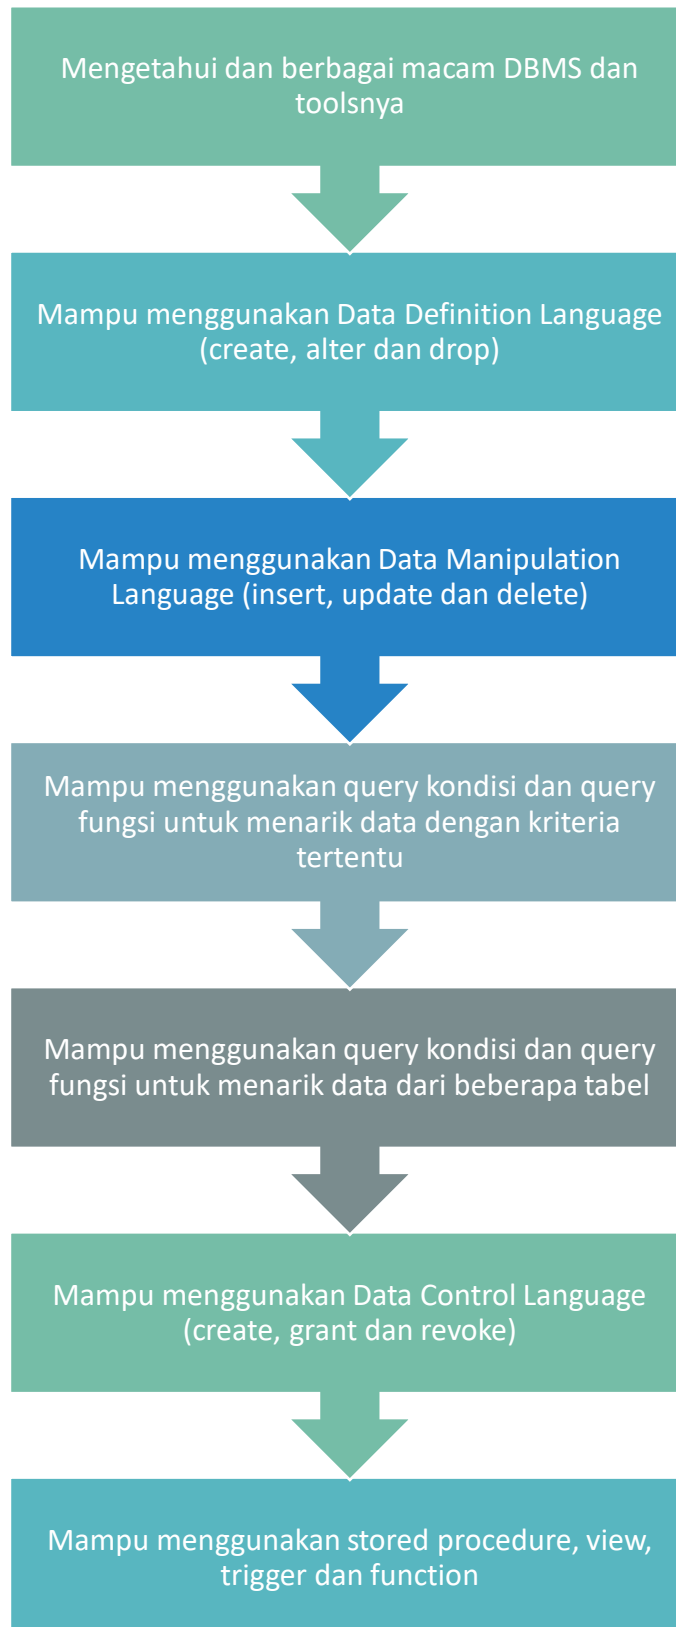 Mengetahui dan berbagai macam DBMS dan
toolsnya
Mampu menggunakan Data Definition Language
(create, alter dan drop)
Mampu menggunakan Data Manipulation
Language (insert, update dan delete)
Mampu menggunakan query kondisi dan query
fungsi untuk menarik data dengan kriteria
tertentu
Mampu menggunakan query kondisi dan query
fungsi untuk menarik data dari beberapa tabel
Mampu menggunakan Data Control Language
(create, grant dan revoke)
Mampu menggunakan stored procedure, view,
trigger dan function